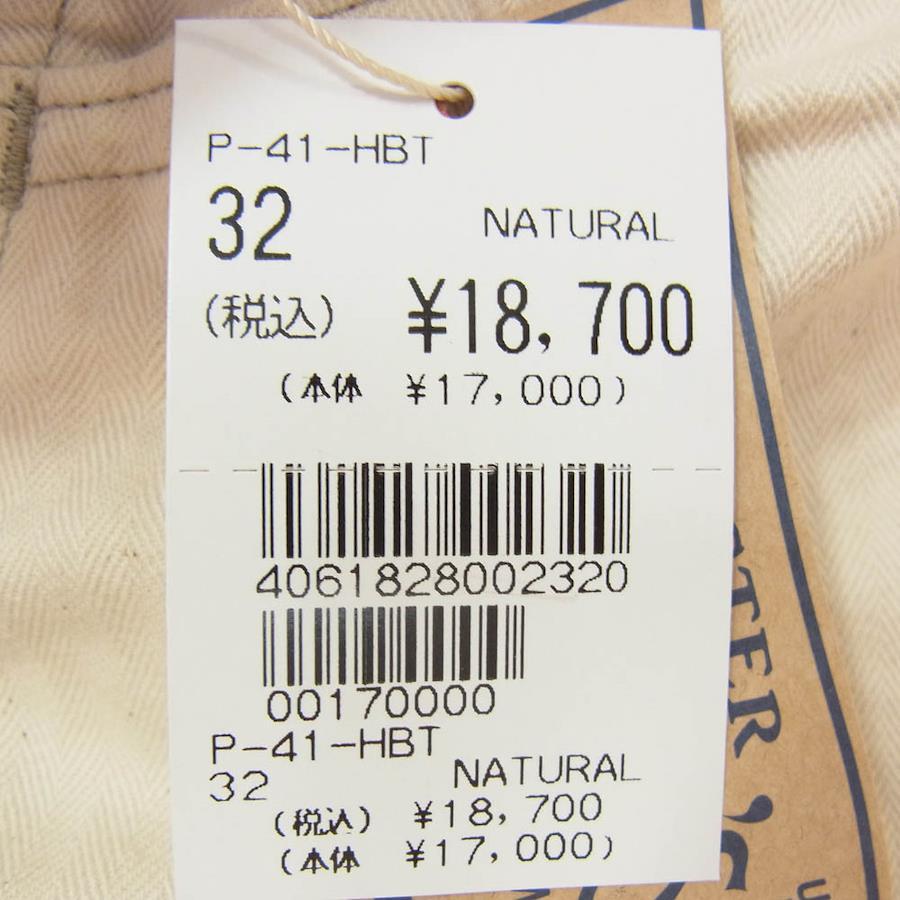 P-41-HBT
32 NATURAL
(税込) ¥18,700
(本体 ¥17,000)
4061828002320
00170000
P-41-HBT
32 NATURAL
(税込) ¥18,700
(本体 ¥17,000)